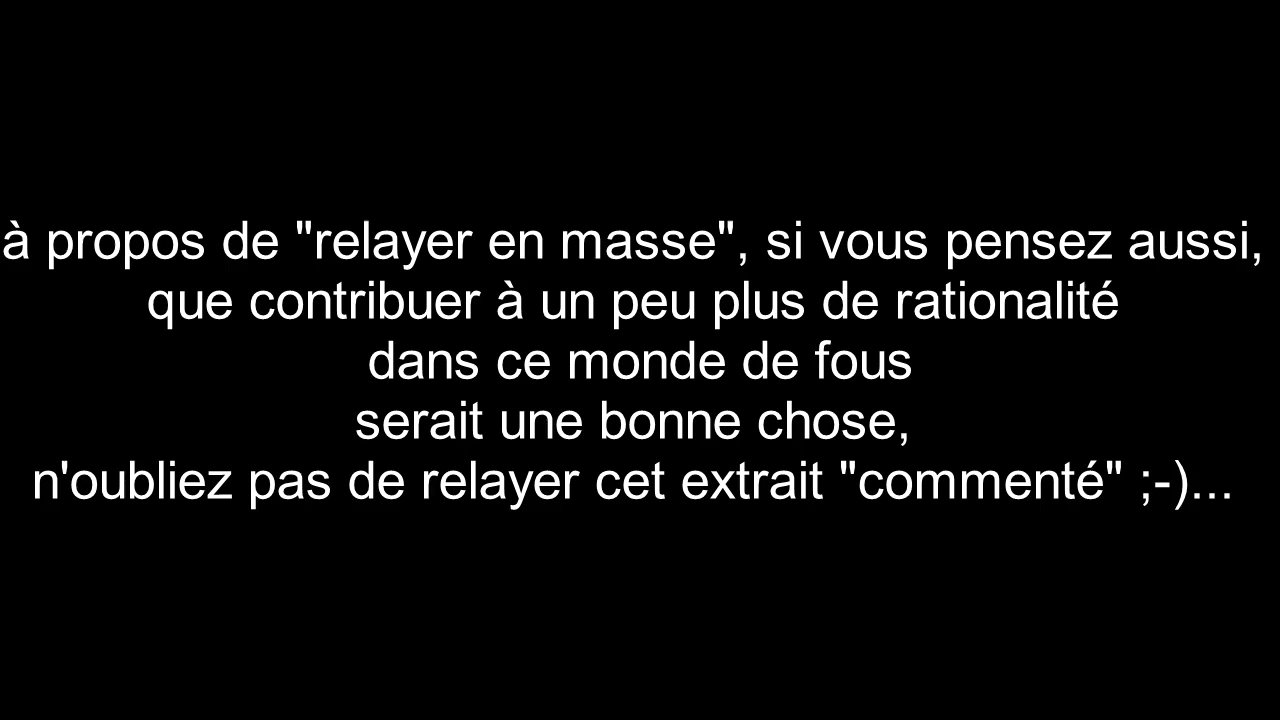 à propos de "relayer en masse", si vous pensez aussi,
que contribuer à un peu plus de rationalité
dans ce monde de fous
serait une bonne chose,
n'oubliez pas de relayer cet extrait "commenté" ;-)...